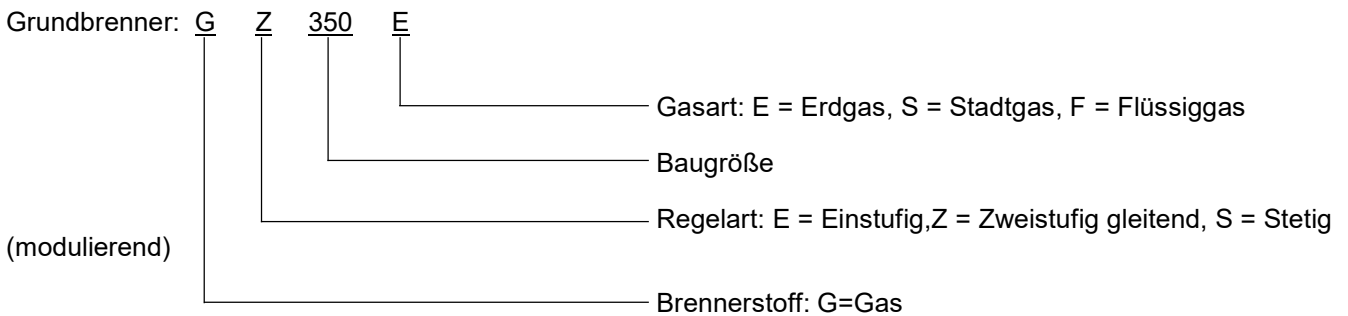 Grundbrenner: G Z 350 E
Gasart: E = Erdgas, S = Stadtgas, F = Flüssiggas
Baugröße
Regelart: E = Einstufig,Z = Zweistufig gleitend, S = Stetig
(modulierend)
Brennerstoff: G=Gas